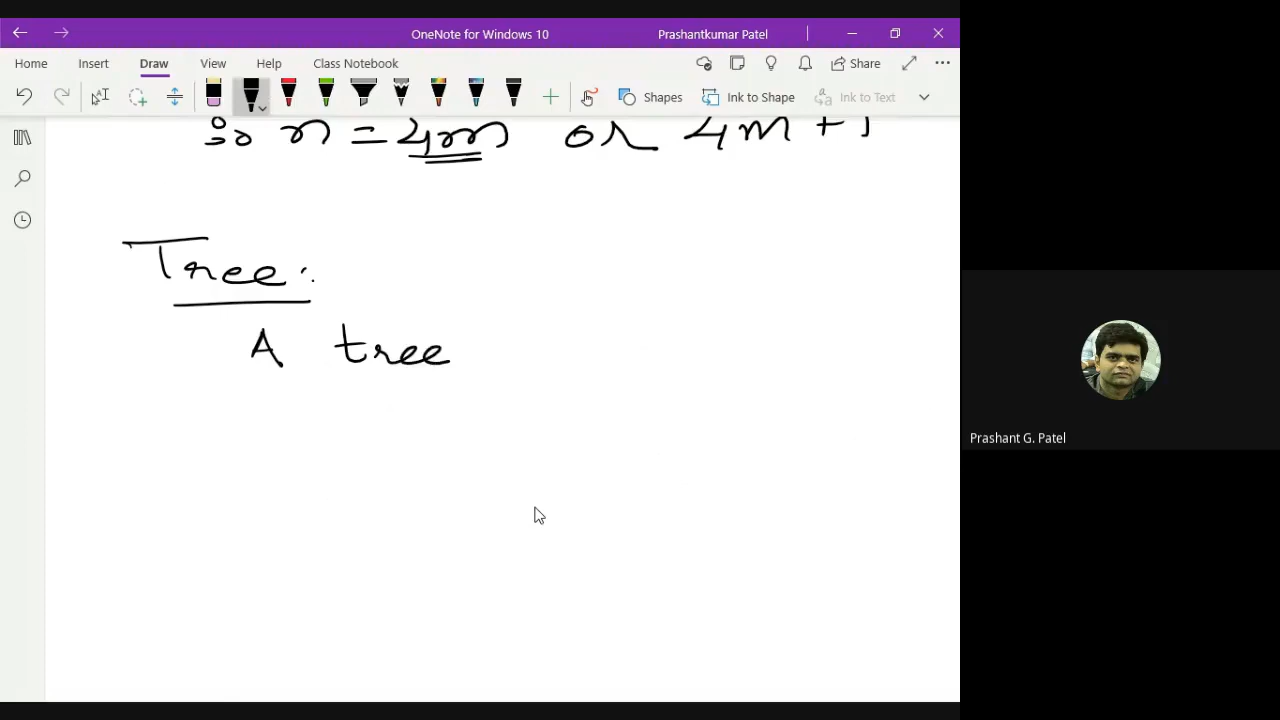 OneNote for Windows 10
Prashantkumar Patel
Home Insert Draw View Help Class Notebook
Share
Shapes Ink to Shape Ink to Text
∴ n = 4m or 4m + 1
Tree:
A tree
Prashant G. Patel